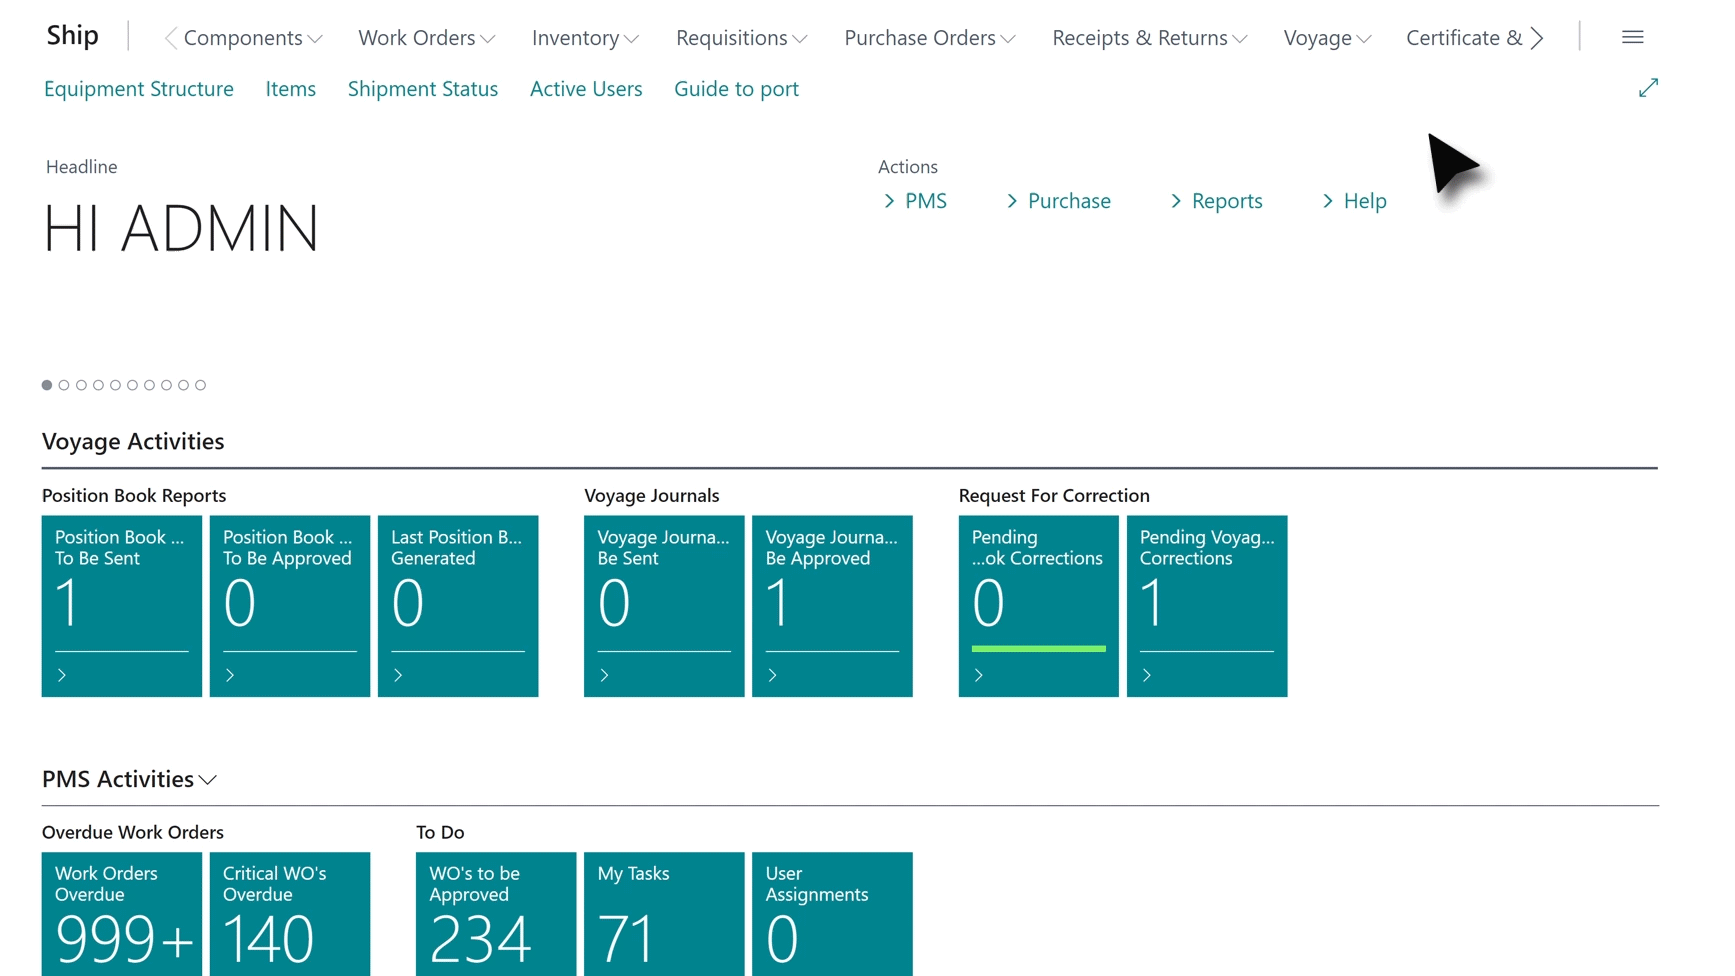 Ship
Components
Work Orders
Inventory
Requisitions
Purchase Orders
Receipts & Returns
Voyage
Certificate &
Equipment Structure
Items
Shipment Status
Active Users
Guide to port
Headline
HI ADMIN
Actions
PMS
Purchase
Reports
Help
Voyage Activities
Position Book Reports
Position Book ...
To Be Sent
1
Position Book ...
To Be Approved
0
Last Position B...
Generated
0
Voyage Journals
Voyage Journa...
Be Sent
0
Voyage Journa...
Be Approved
1
Request For Correction
Pending
...ok Corrections
0
Pending Voyag...
Corrections
1
PMS Activities
Overdue Work Orders
Work Orders
Overdue
999+
Critical WO's
Overdue
140
To Do
WO's to be
Approved
234
My Tasks
71
User
Assignments
0